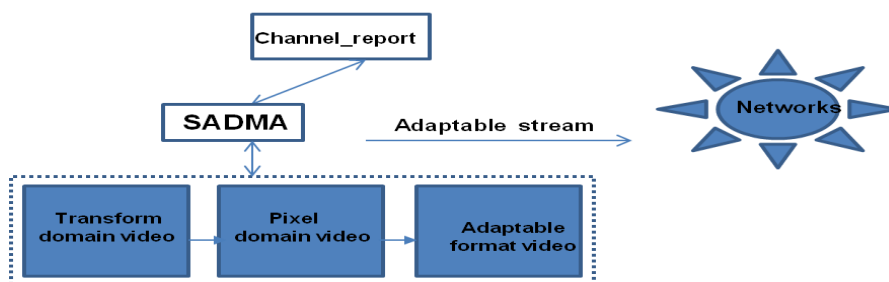 Channel_report
SADMA
Adaptable stream
Networks
Transform
domain video
Pixel
domain video
Adaptable
format video